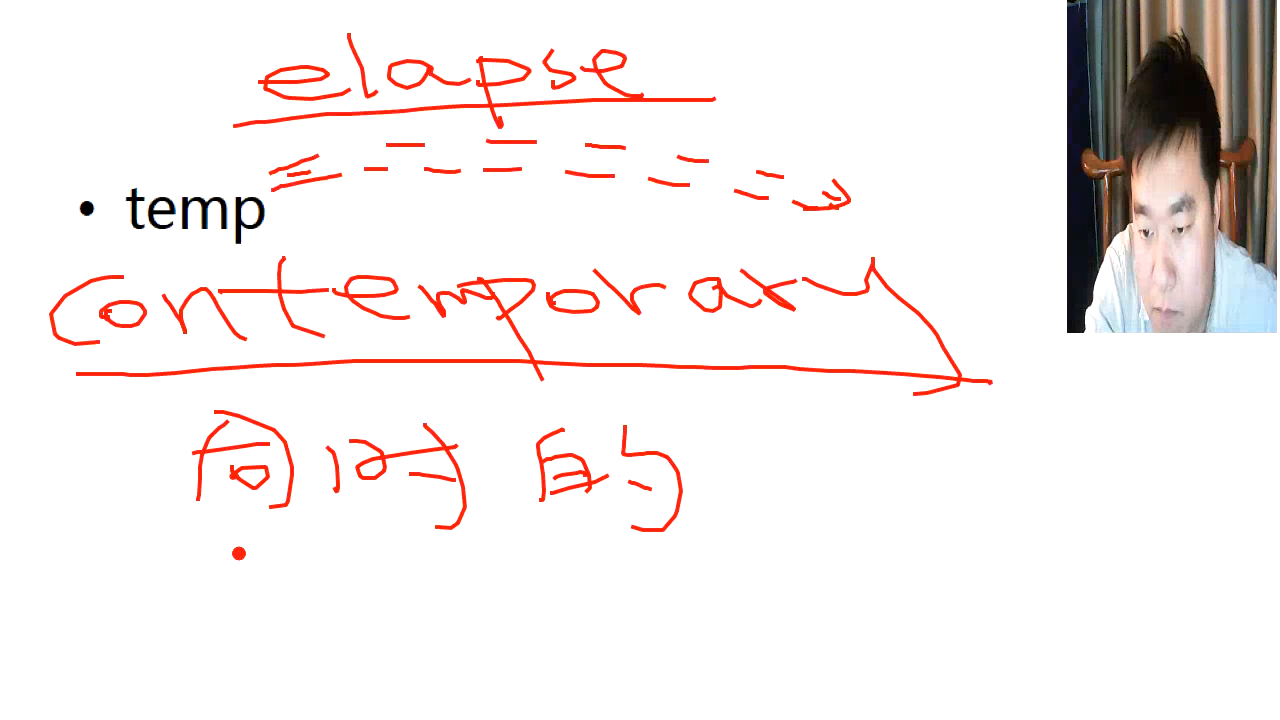 elapse
• temp
contemporary
同时的